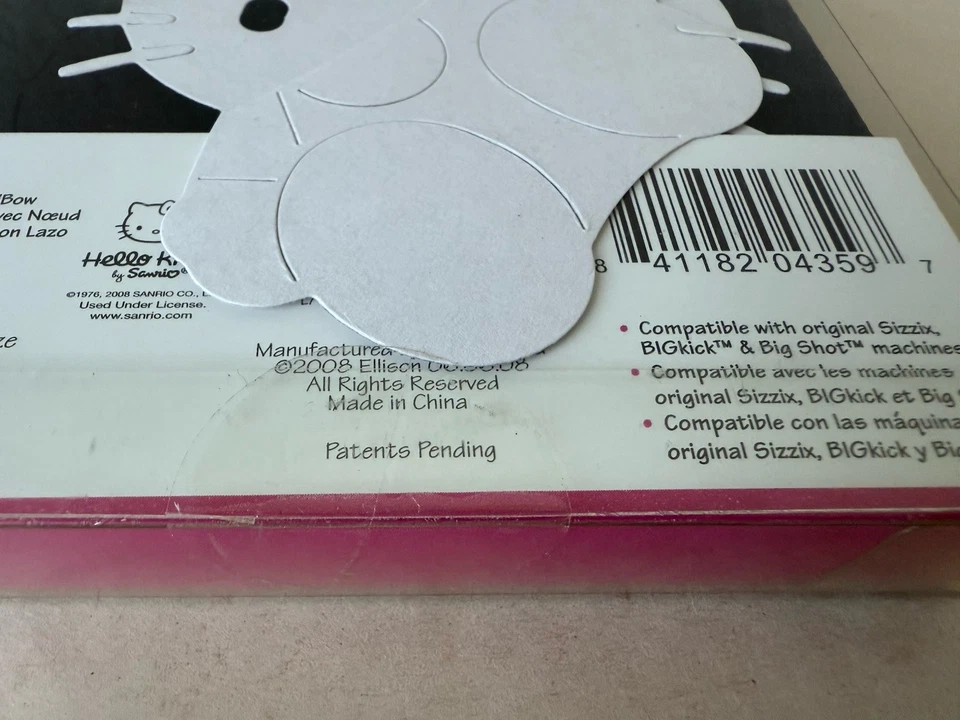 Bow
vec Nœud
on Lazo
Hello
by Sanrio®
©1976, 2008 SANRIO CO.,
Used Under License.
www.sanrio.com
ze
Manufactured
©2008 Ellison
All Rights Reserved
Made in China
Patents Pending
8 41182 04359 7
• Compatible with original Sizzix,
BIGkick™ & Big Shot™ machines
• Compatible avec les machines
original Sizzix, BIGkick et Big
• Compatible con las máquina
original Sizzix, BIGkick y Big